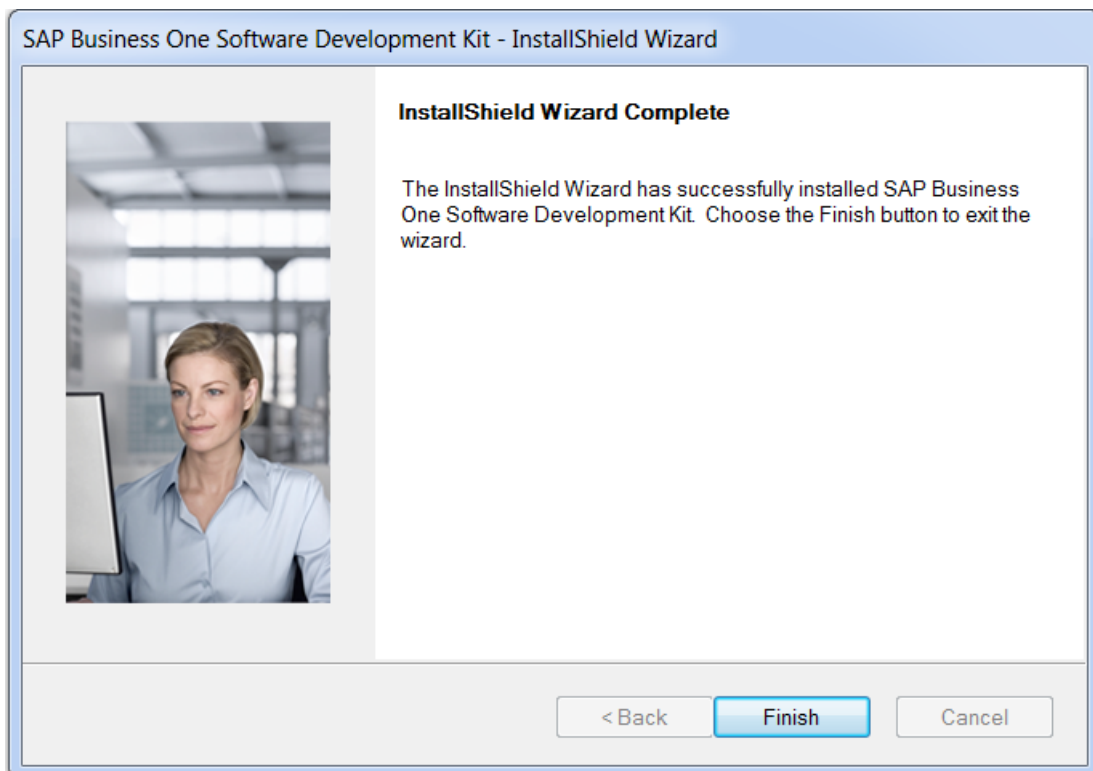 SAP Business One Software Development Kit - InstallShield Wizard
InstallShield Wizard Complete
The InstallShield Wizard has successfully installed SAP Business
One Software Development Kit. Choose the Finish button to exit the
wizard.
< Back
Finish
Cancel